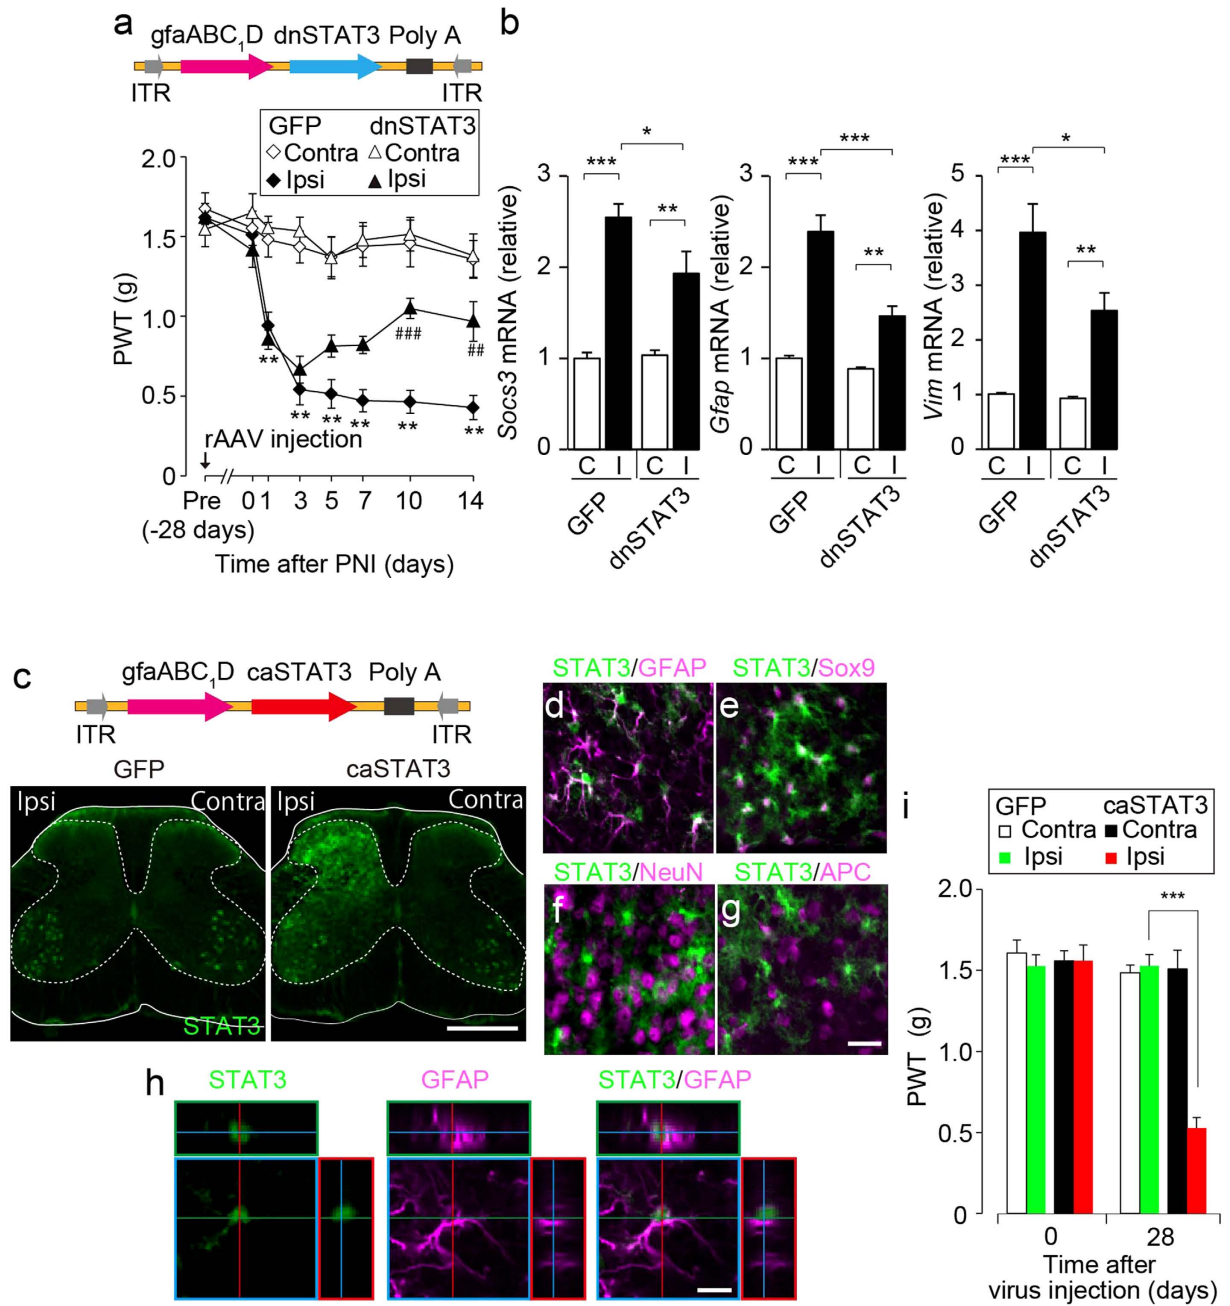 a
gfaABC1D dnSTAT3 Poly A
ITR ITR
GFP dnSTAT3
Contra Contra
Ipsi Ipsi
PWT (g)
2.0
1.5
1.0
0.5
0
###
##
**
** ** ** ** **
rAAV injection
Pre 0 1 3 5 7 10 14
(-28 days)
Time after PNI (days)
b
Socs3 mRNA (relative)
3
2
1
0
*** * **
C I C I
GFP dnSTAT3
Gfap mRNA (relative)
3
2
1
0
*** *** **
C I C I
GFP dnSTAT3
Vim mRNA (relative)
5
4
3
2
1
0
*** * **
C I C I
GFP dnSTAT3
c
gfaABC1D caSTAT3 Poly A
ITR ITR
GFP caSTAT3
Ipsi Contra Ipsi Contra
STAT3
STAT3/GFAP STAT3/Sox9
d e
STAT3/NeuN STAT3/APC
f g
h
STAT3 GFAP STAT3/GFAP
i
GFP caSTAT3
Contra Contra
Ipsi Ipsi
PWT (g)
2.0
1.5
1.0
0.5
0
***
0 28
Time after
virus injection (days)